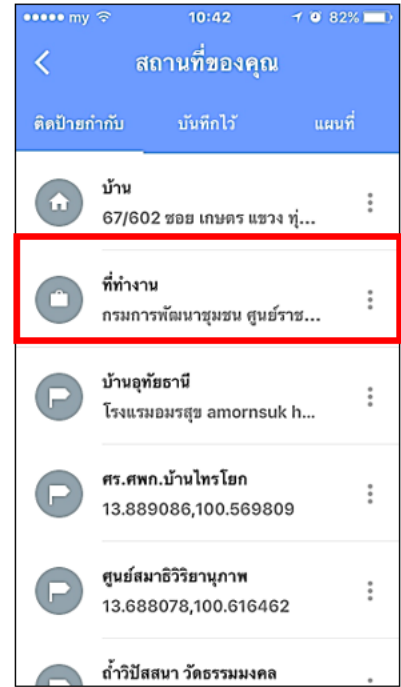 my 10:42 82%
สถานที่ของคุณ
ติดป้ายกำกับ บันทึกไว้ แผนที่
บ้าน
67/602 ซอย เกษตร แขวง ทุ่...
ที่ทำงาน
กรมการพัฒนาชุมชน ศูนย์ราช...
บ้านอุทัยธานี
โรงแรมอมรสุข amornsuk h...
ศร.ศพก.บ้านไทรโยก
13.889086,100.569809
ศูนย์สมาธิวิริยานุภาพ
13.688078,100.616462
ถ้ำวิปัสสนา วัดธรรมมงคล